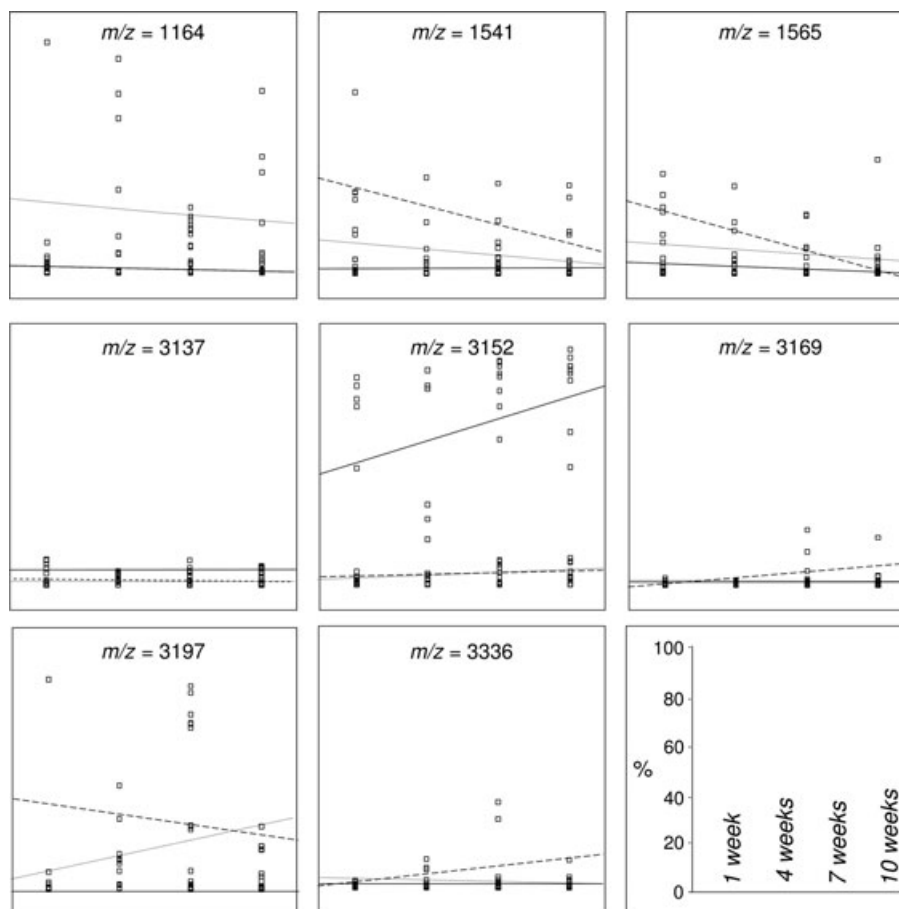 m/z = 1164
m/z = 1541
m/z = 1565
m/z = 3137
m/z = 3152
m/z = 3169
m/z = 3197
m/z = 3336
100
80
60
%
40
20
0
1 week
4 weeks
7 weeks
10 weeks